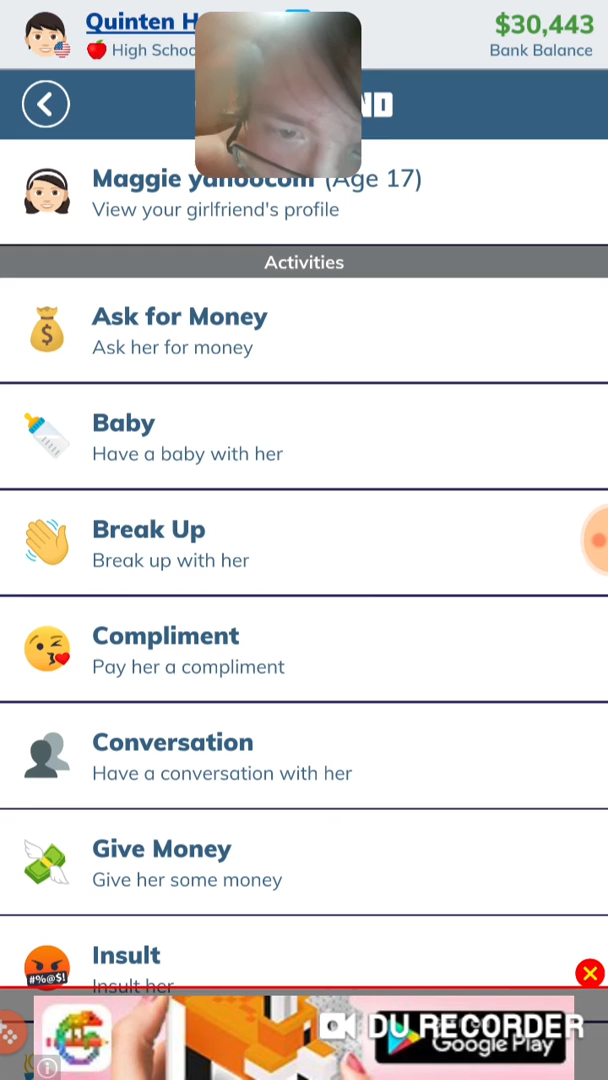 Quinten H
$30,443
High Schoo
Bank Balance
ND
Maggie yahoocom (Age 17)
View your girlfriend's profile
Activities
Ask for Money
Ask her for money
Baby
Have a baby with her
Break Up
Break up with her
Compliment
Pay her a compliment
Conversation
Have a conversation with her
Give Money
Give her some money
#%@$!
Insult
Insult her
DU RECORDER
Google Play